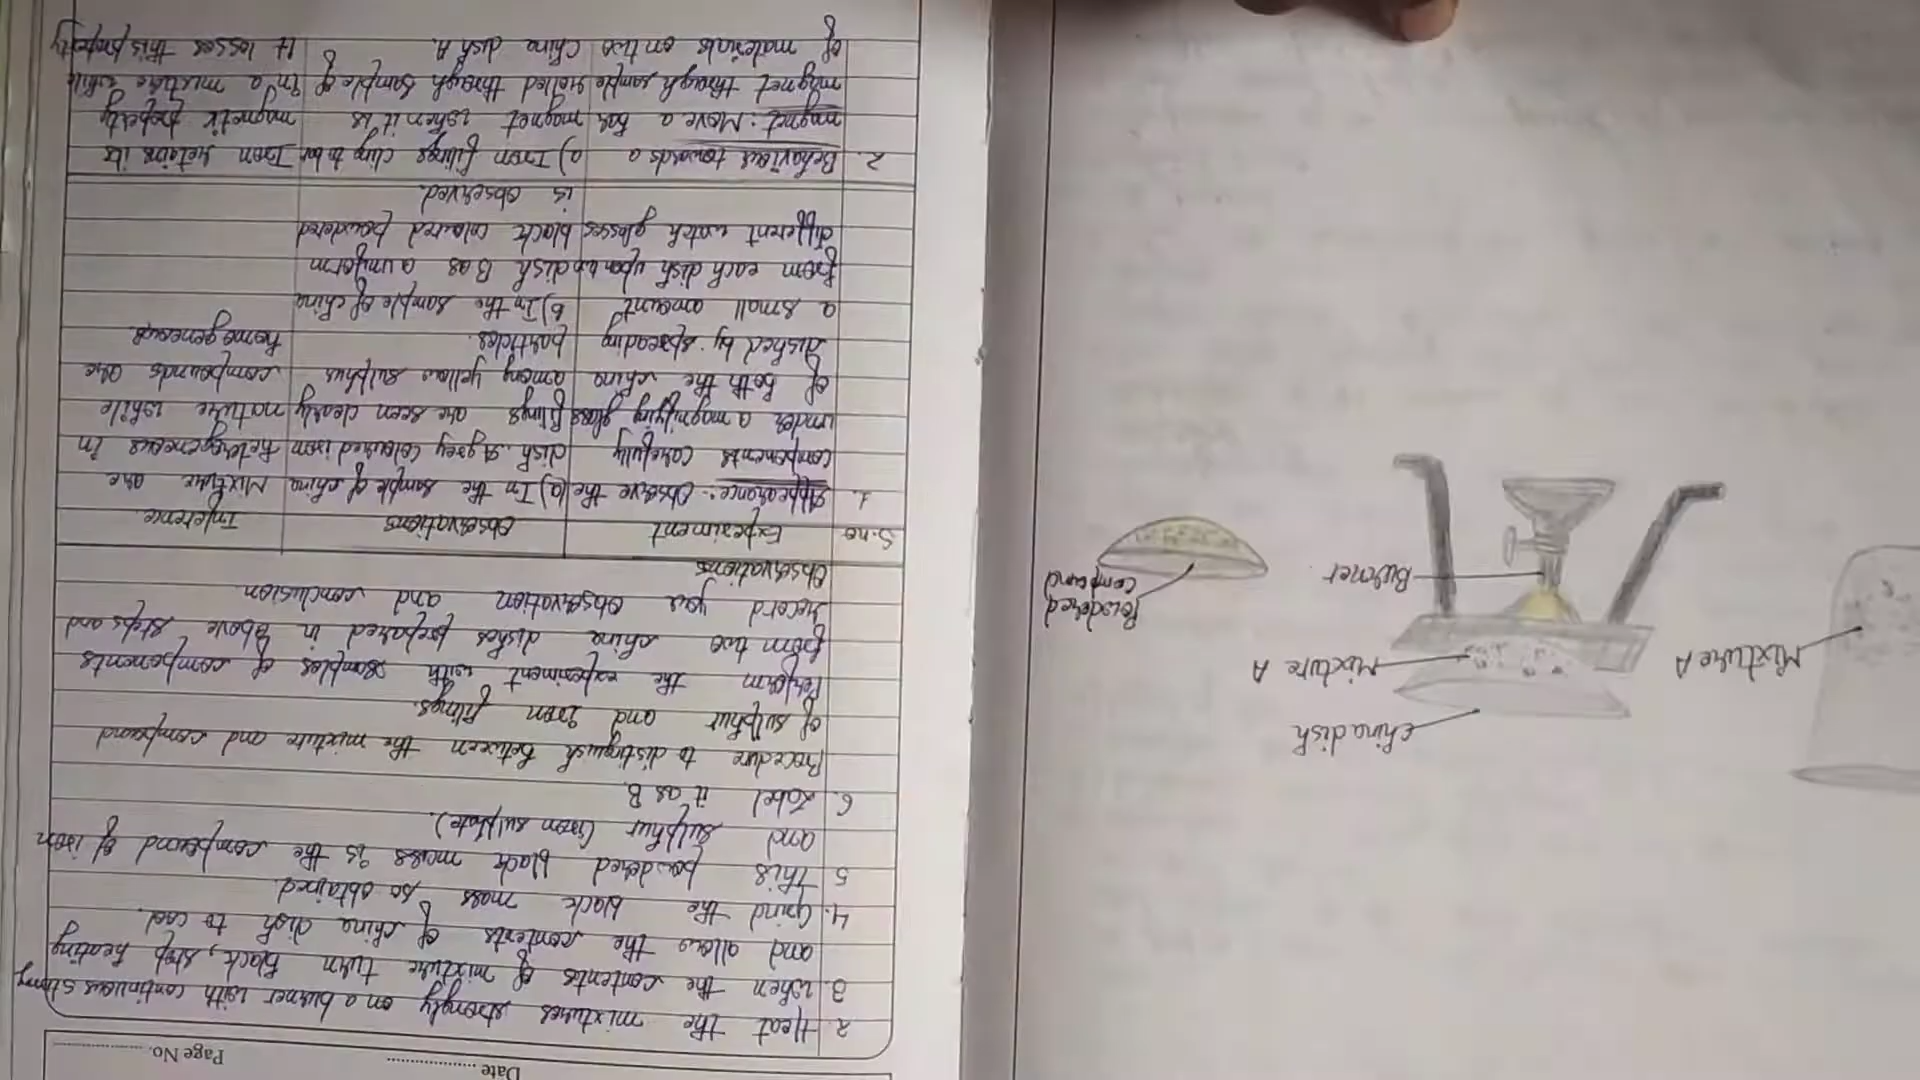 Date
Page No.
2. Heat the mixtures strongly on a burner with continuous stirring
3. When the contents of mixture turn black, stop heating
and allow the contents of china dish to cool.
4. Grind the black mass so obtained.
5 This powdered black mass is the compound of iron
and sulphur (iron sulphate).
6. Label it as B.
Procedure to distinguish between the mixture and compound
of sulphur and iron filings.
Perform the experiment with samples of components
from two china dishes prepared in above steps and
record your observation and conclusion.
Observations
S.no Experiment Observations Inference
1. Appearance:- Observe the components carefully under a magnifying glass of both the china dished by spreading a small amount from each dish upon two different watch glasses
a) In the sample of china dish. A grey coloured iron filings are seen clearly among yellow sulphur particles.
b) In the sample of china dish B as a uniform black coloured powdered is observed.
Mixture are heterogeneous in nature while compounds are homogeneous.
2. Behaviour towards a magnet: Move a bar magnet through sample of materials on two
a) Iron filings cling to bar magnet when it is rolled through sample of china dish A.
Iron retains its magnetic property in a mixture while it losses this property
China dish
Mixture A
Burner
Powdered
compound
Mixture A